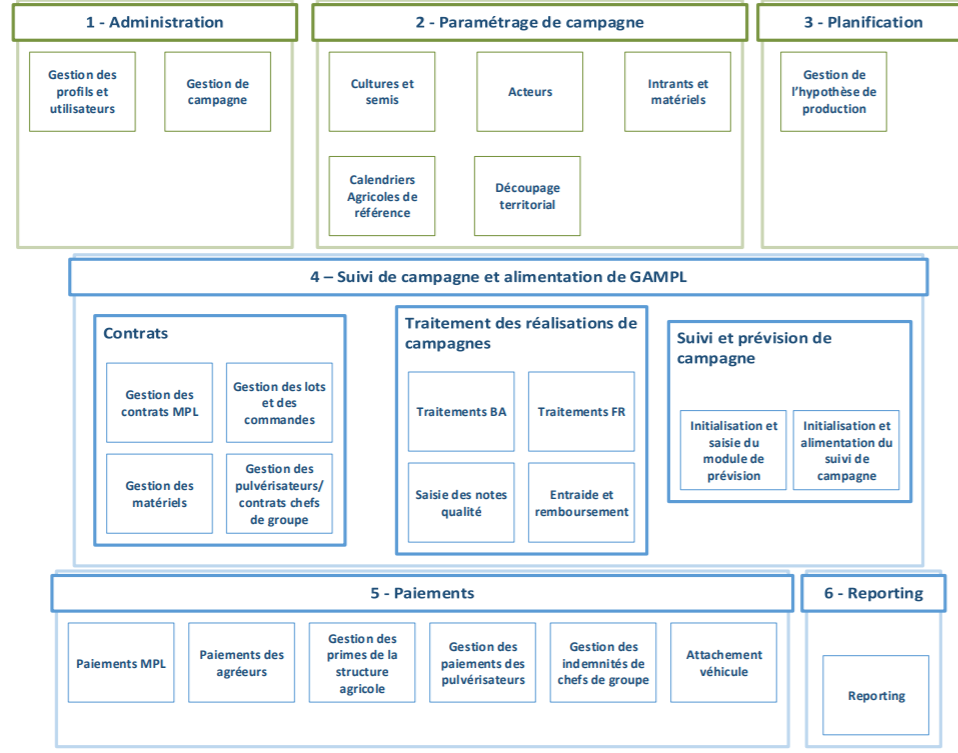 1 - Administration
2 - Paramétrage de campagne
3 - Planification
Gestion des
profils et
utilisateurs
Gestion de
campagne
Cultures et
semis
Acteurs
Intrants et
matériels
Gestion de
l'hypothèse de
production
Calendriers
Agricoles de
référence
Découpage
territorial
4 – Suivi de campagne et alimentation de GAMPL
Contrats
Gestion des
contrats MPL
Gestion des lots
et des
commandes
Gestion des
matériels
Gestion des
pulvérisateurs/
contrats chefs
de groupe
Traitement des réalisations de
campagnes
Traitements BA
Traitements FR
Saisie des notes
qualité
Entraide et
remboursement
Suivi et prévision de
campagne
Initialisation et
saisie du
module de
prévision
Initialisation et
alimentation du
suivi de
campagne
5 - Paiements
Paiements MPL
Paiements des
agréeurs
Gestion des
primes de la
structure
agricole
Gestion des
paiements des
pulvérisateurs
Gestion des
indemnités de
chefs de groupe
Attachement
véhicule
6 - Reporting
Reporting